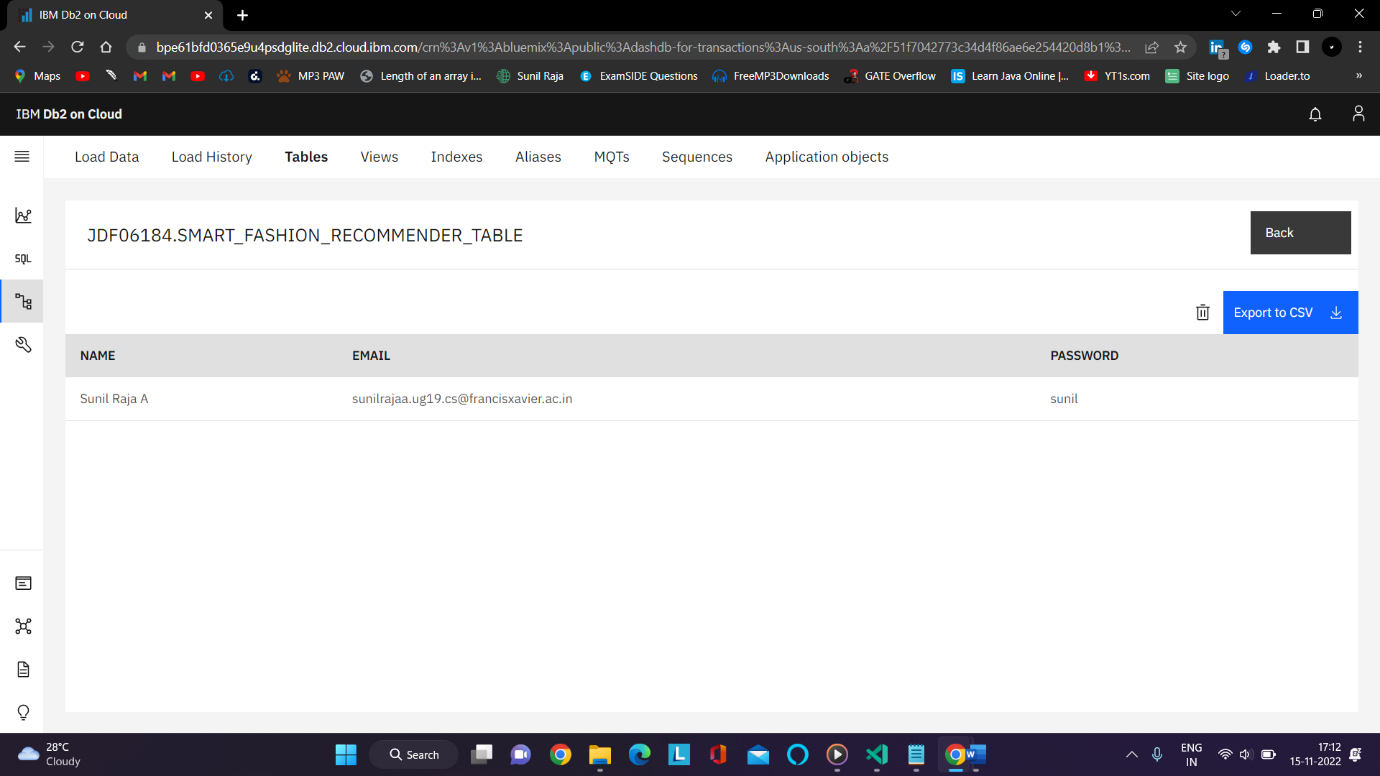 IBM Db2 on Cloud
bpe61bfd0365e9u4psdglite.db2.cloud.ibm.com/crn%3Av1%3Abluemix%3Apublic%3Adashdb-for-transactions%3Aus-south%3Aa%2F51f7042773c34d4f86ae6e254420d8b1%3...
Maps MP3 PAW Length of an array i... Sunil Raja ExamSIDE Questions FreeMP3Downloads GATE Overflow IS Learn Java Online |... YT1s.com Site logo Loader.to »
IBM Db2 on Cloud
Load Data Load History Tables Views Indexes Aliases MQTs Sequences Application objects
JDF06184.SMART_FASHION_RECOMMENDER_TABLE
Back
SQL
Export to CSV
NAME EMAIL PASSWORD
Sunil Raja A sunilrajaa.ug19.cs@francisxavier.ac.in sunil
28°C
Cloudy
Search
ENG
IN
17:12
15-11-2022